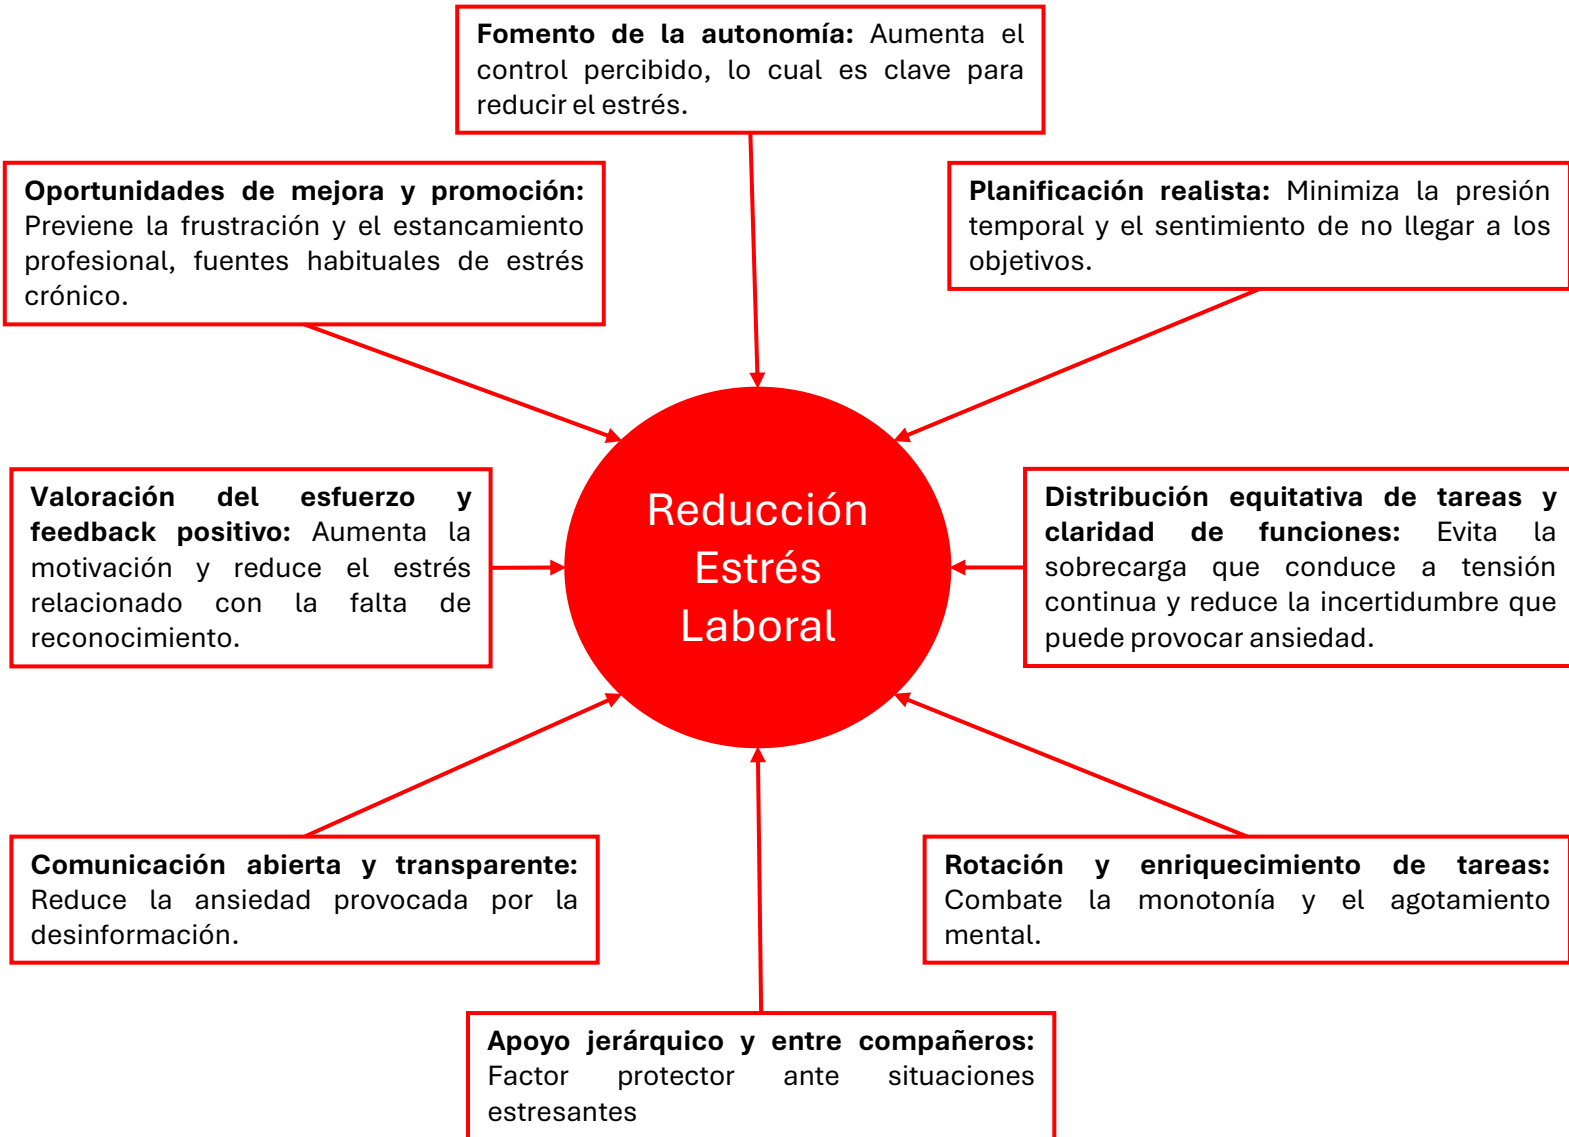 Fomento de la autonomía: Aumenta el
control percibido, lo cual es clave para
reducir el estrés.
Oportunidades de mejora y promoción:
Previene la frustración y el estancamiento
profesional, fuentes habituales de estrés
crónico.
Planificación realista: Minimiza la presión
temporal y el sentimiento de no llegar a los
objetivos.
Valoración del esfuerzo y
feedback positivo: Aumenta la
motivación y reduce el estrés
relacionado con la falta de
reconocimiento.
Reducción
Estrés
Laboral
Distribución equitativa de tareas y
claridad de funciones: Evita la
sobrecarga que conduce a tensión
continua y reduce la incertidumbre que
puede provocar ansiedad.
Comunicación abierta y transparente:
Reduce la ansiedad provocada por la
desinformación.
Rotación y enriquecimiento de tareas:
Combate la monotonía y el agotamiento
mental.
Apoyo jerárquico y entre compañeros:
Factor protector ante situaciones
estresantes